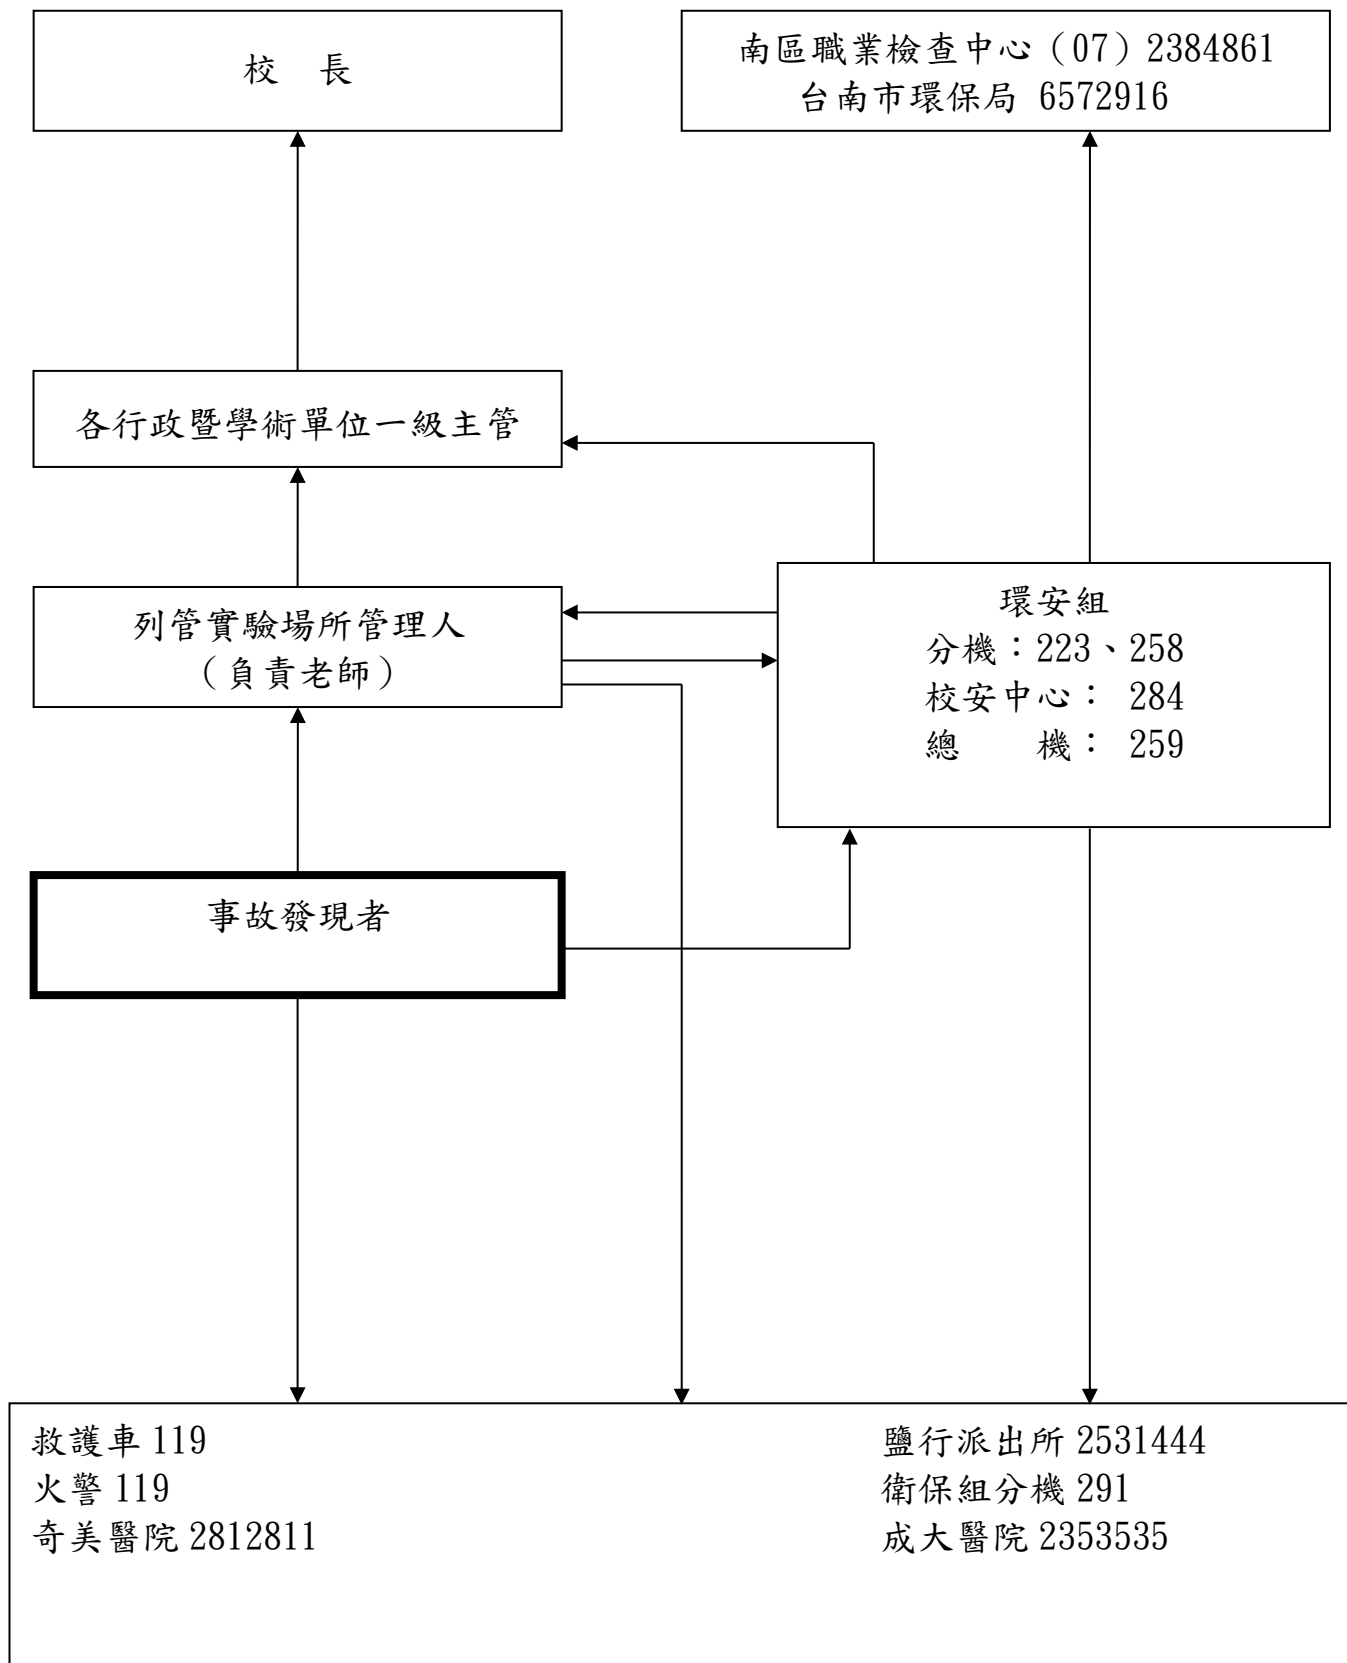 校　長
南區職業檢查中心（07）2384861
台南市環保局 6572916
各行政暨學術單位一級主管
列管實驗場所管理人
（負責老師）
環安組
分機：223、258
校安中心： 284
總　　機： 259
事故發現者
救護車 119
火警 119
奇美醫院 2812811
鹽行派出所 2531444
衛保組分機 291
成大醫院 2353535